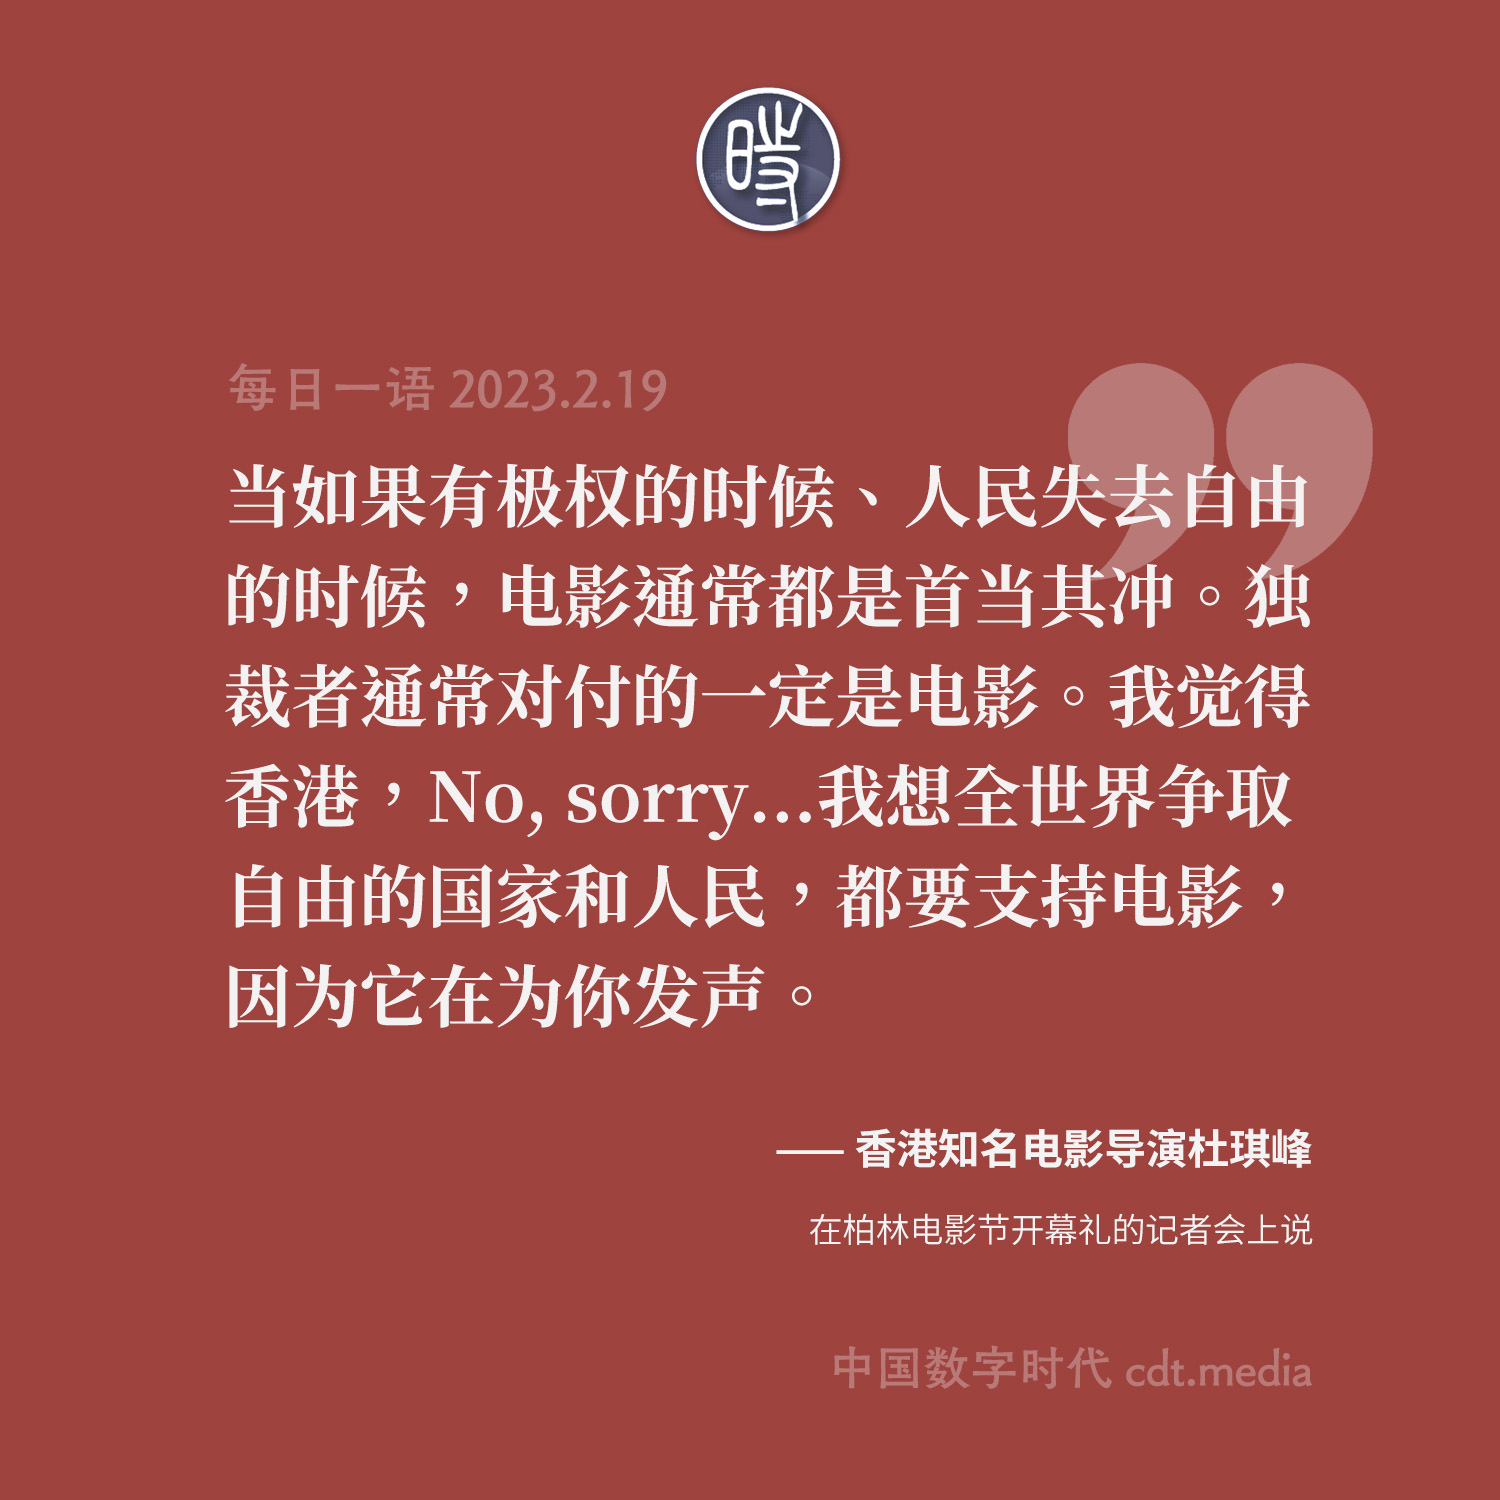 時
每日一语 2023.2.19
当如果有极权的时候、人民失去自由
的时候，电影通常都是首当其冲。独
裁者通常对付的一定是电影。我觉得
香港，No, sorry...我想全世界争取
自由的国家和人民，都要支持电影，
因为它在为你发声。
—— 香港知名电影导演杜琪峰
在柏林电影节开幕礼的记者会上说
中国数字时代 cdt.media